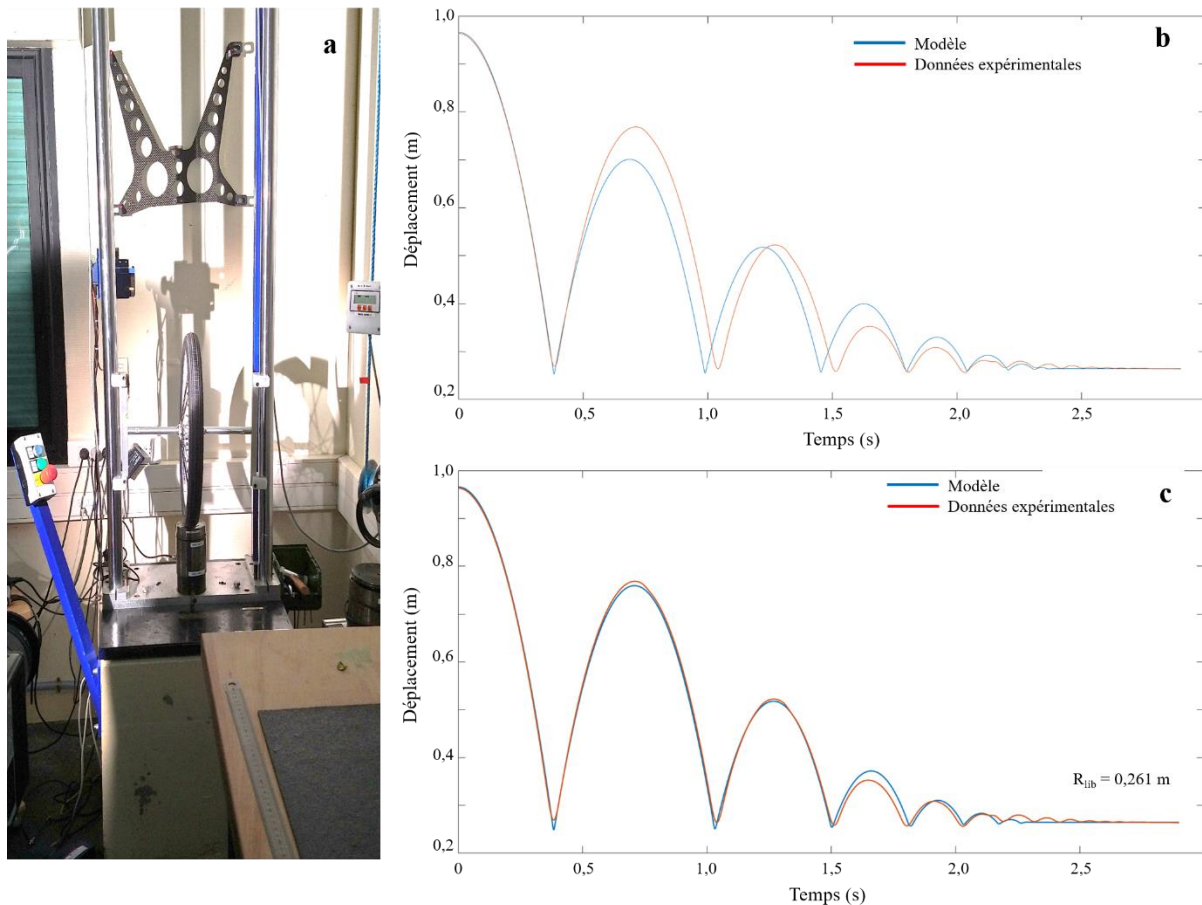 a
b
Modèle
Données expérimentales
Déplacement (m)
1,0
0,8
0,6
0,4
0,2
0
0,5
1,0
1,5
2,0
2,5
Temps (s)
c
Modèle
Données expérimentales
Déplacement (m)
1,0
0,8
0,6
0,4
0,2
R_lib = 0,261 m
0
0,5
1,0
1,5
2,0
2,5
Temps (s)